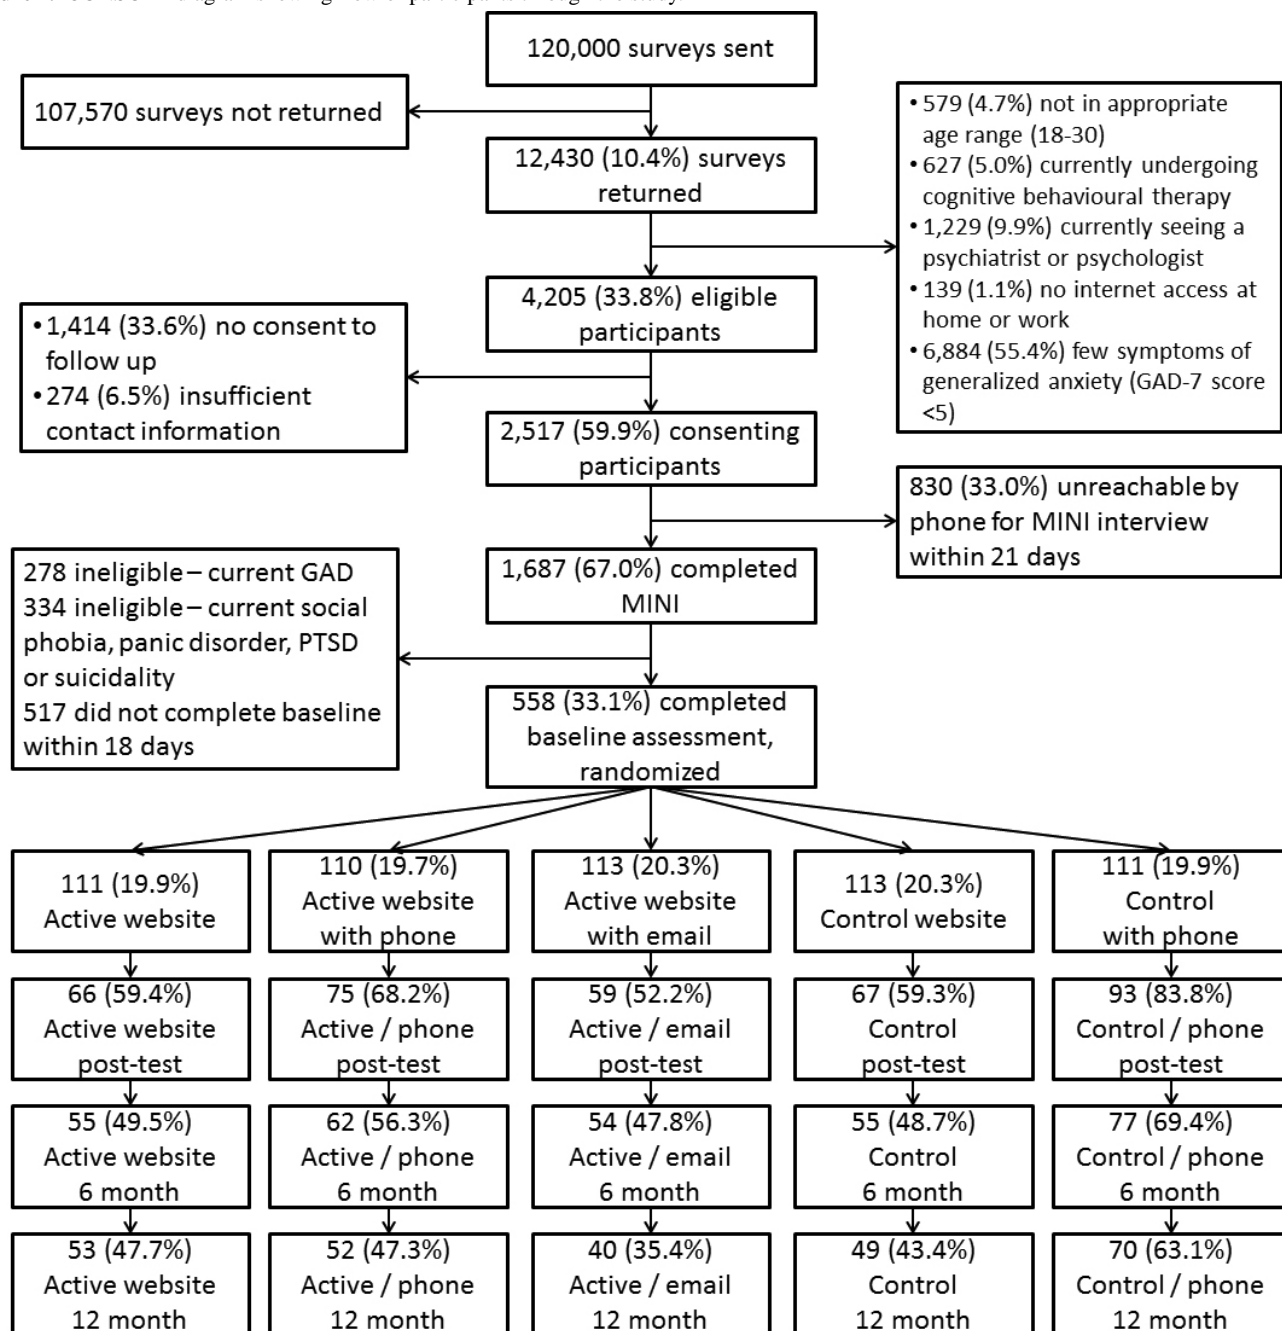 120,000 surveys sent
107,570 surveys not returned
12,430 (10.4%) surveys
returned
• 579 (4.7%) not in appropriate
age range (18-30)
• 627 (5.0%) currently undergoing
cognitive behavioural therapy
• 1,229 (9.9%) currently seeing a
psychiatrist or psychologist
• 139 (1.1%) no internet access at
home or work
• 6,884 (55.4%) few symptoms of
generalized anxiety (GAD-7 score
<5)
4,205 (33.8%) eligible
participants
• 1,414 (33.6%) no consent to
follow up
• 274 (6.5%) insufficient
contact information
2,517 (59.9%) consenting
participants
830 (33.0%) unreachable by
phone for MINI interview
within 21 days
1,687 (67.0%) completed
MINI
278 ineligible – current GAD
334 ineligible – current social
phobia, panic disorder, PTSD
or suicidality
517 did not complete baseline
within 18 days
558 (33.1%) completed
baseline assessment,
randomized
111 (19.9%)
Active website
110 (19.7%)
Active website
with phone
113 (20.3%)
Active website
with email
113 (20.3%)
Control website
111 (19.9%)
Control
with phone
66 (59.4%)
Active website
post-test
75 (68.2%)
Active / phone
post-test
59 (52.2%)
Active / email
post-test
67 (59.3%)
Control
post-test
93 (83.8%)
Control / phone
post-test
55 (49.5%)
Active website
6 month
62 (56.3%)
Active / phone
6 month
54 (47.8%)
Active / email
6 month
55 (48.7%)
Control
6 month
77 (69.4%)
Control / phone
6 month
53 (47.7%)
Active website
12 month
52 (47.3%)
Active / phone
12 month
40 (35.4%)
Active / email
12 month
49 (43.4%)
Control
12 month
70 (63.1%)
Control / phone
12 month